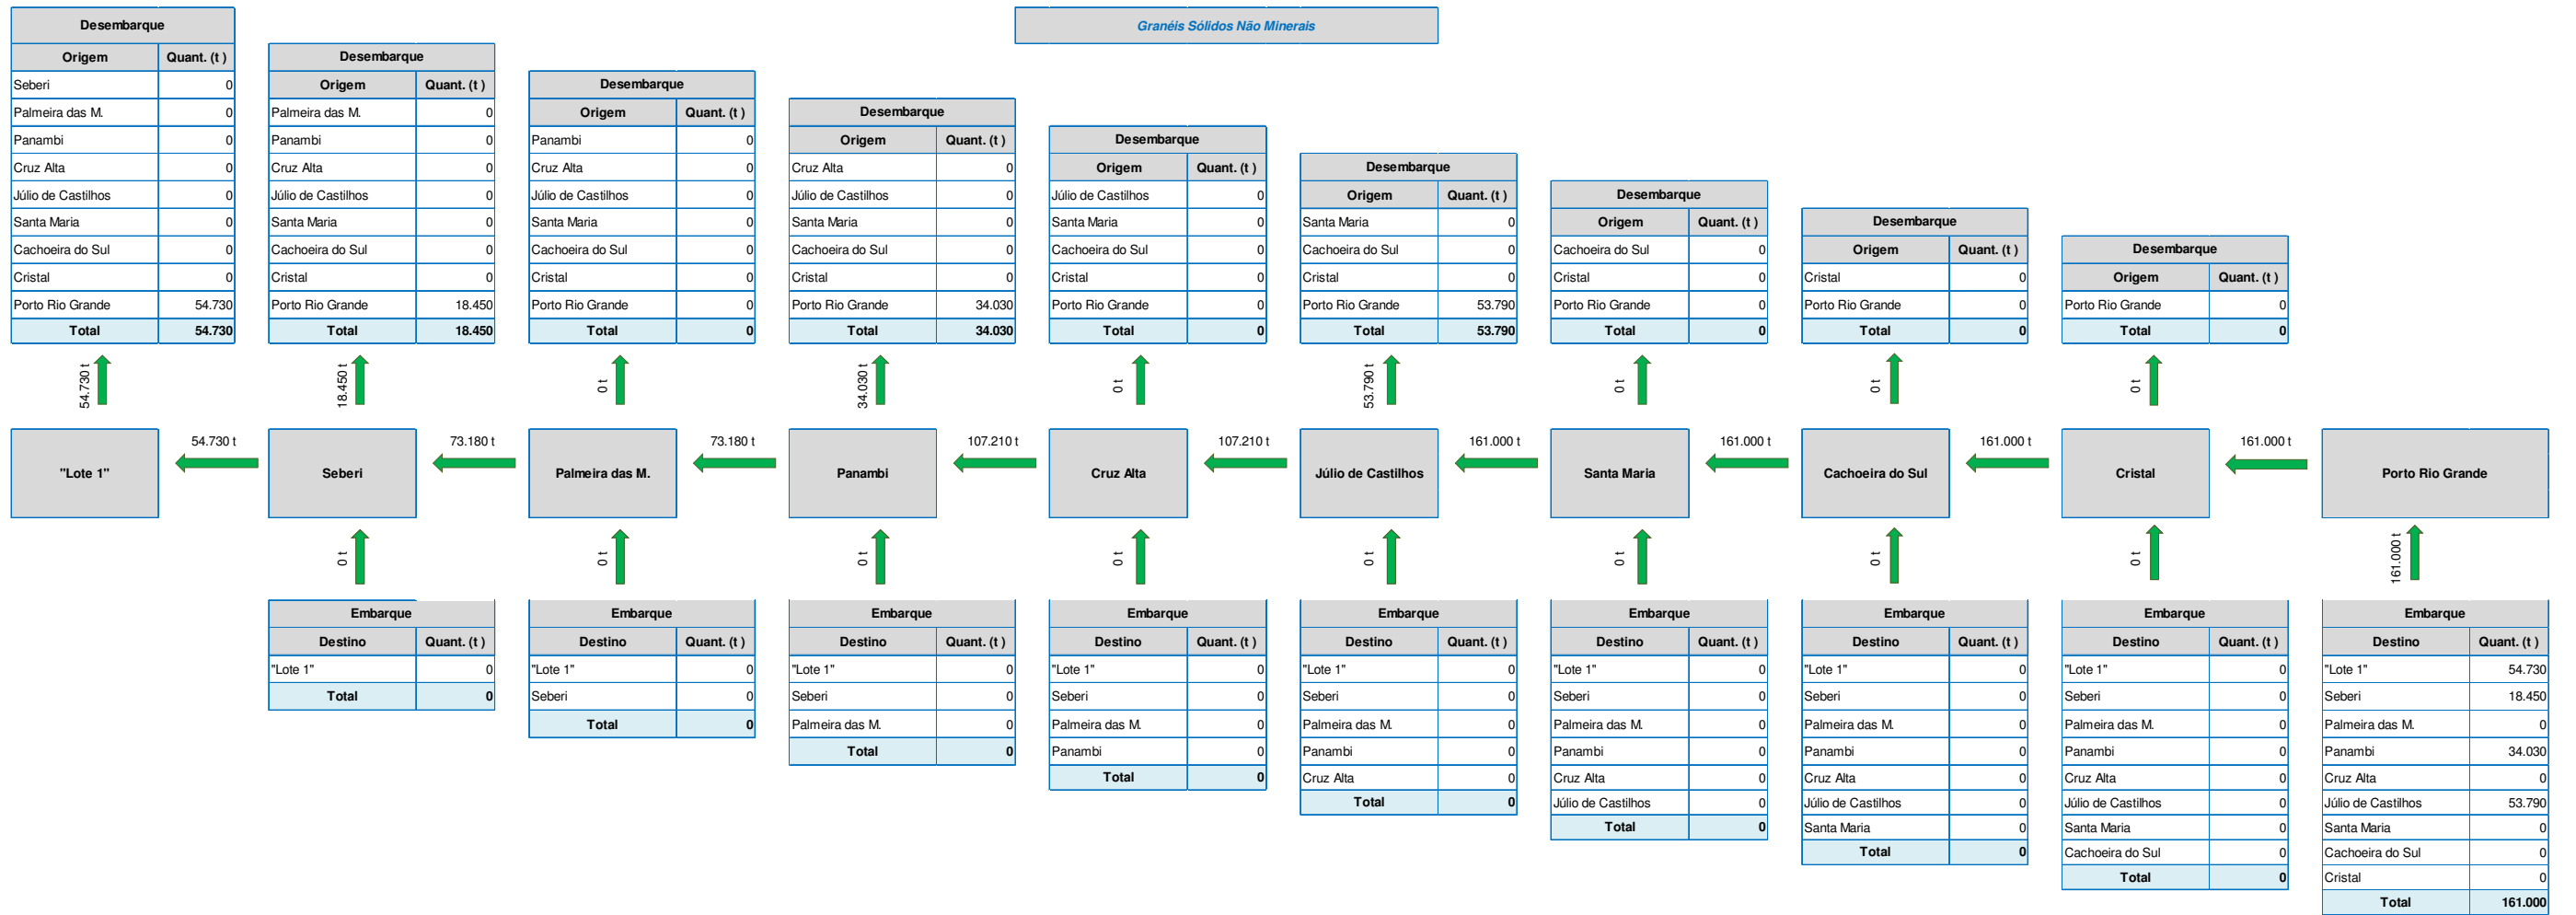 Granéis Sólidos Não Minerais
Desembarque
Origem Quant. (t )
Seberi 0
Palmeira das M. 0
Panambi 0
Cruz Alta 0
Júlio de Castilhos 0
Santa Maria 0
Cachoeira do Sul 0
Cristal 0
Porto Rio Grande 54.730
Total 54.730
Desembarque
Origem Quant. (t )
Palmeira das M. 0
Panambi 0
Cruz Alta 0
Júlio de Castilhos 0
Santa Maria 0
Cachoeira do Sul 0
Cristal 0
Porto Rio Grande 18.450
Total 18.450
Desembarque
Origem Quant. (t )
Panambi 0
Cruz Alta 0
Júlio de Castilhos 0
Santa Maria 0
Cachoeira do Sul 0
Cristal 0
Porto Rio Grande 0
Total 0
Desembarque
Origem Quant. (t )
Cruz Alta 0
Júlio de Castilhos 0
Santa Maria 0
Cachoeira do Sul 0
Cristal 0
Porto Rio Grande 34.030
Total 34.030
Desembarque
Origem Quant. (t )
Júlio de Castilhos 0
Santa Maria 0
Cachoeira do Sul 0
Cristal 0
Porto Rio Grande 0
Total 0
Desembarque
Origem Quant. (t )
Santa Maria 0
Cachoeira do Sul 0
Cristal 0
Porto Rio Grande 53.790
Total 53.790
Desembarque
Origem Quant. (t )
Cachoeira do Sul 0
Cristal 0
Porto Rio Grande 0
Total 0
Desembarque
Origem Quant. (t )
Cristal 0
Porto Rio Grande 0
Total 0
Desembarque
Origem Quant. (t )
Porto Rio Grande 0
Total 0
54.730 t
18.450 t
0 t
34.030 t
0 t
53.790 t
0 t
0 t
0 t
"Lote 1"
54.730 t
Seberi
73.180 t
Palmeira das M.
73.180 t
Panambi
107.210 t
Cruz Alta
107.210 t
Júlio de Castilhos
161.000 t
Santa Maria
161.000 t
Cachoeira do Sul
161.000 t
Cristal
161.000 t
Porto Rio Grande
0 t
0 t
0 t
0 t
0 t
0 t
0 t
0 t
161.000 t
Embarque
Destino Quant. (t )
"Lote 1" 0
Total 0
Embarque
Destino Quant. (t )
"Lote 1" 0
Seberi 0
Total 0
Embarque
Destino Quant. (t )
"Lote 1" 0
Seberi 0
Palmeira das M. 0
Total 0
Embarque
Destino Quant. (t )
"Lote 1" 0
Seberi 0
Palmeira das M. 0
Panambi 0
Total 0
Embarque
Destino Quant. (t )
"Lote 1" 0
Seberi 0
Palmeira das M. 0
Panambi 0
Cruz Alta 0
Total 0
Embarque
Destino Quant. (t )
"Lote 1" 0
Seberi 0
Palmeira das M. 0
Panambi 0
Cruz Alta 0
Júlio de Castilhos 0
Total 0
Embarque
Destino Quant. (t )
"Lote 1" 0
Seberi 0
Palmeira das M. 0
Panambi 0
Cruz Alta 0
Júlio de Castilhos 0
Santa Maria 0
Total 0
Embarque
Destino Quant. (t )
"Lote 1" 0
Seberi 0
Palmeira das M. 0
Panambi 0
Cruz Alta 0
Júlio de Castilhos 0
Santa Maria 0
Cachoeira do Sul 0
Total 0
Embarque
Destino Quant. (t )
"Lote 1" 54.730
Seberi 18.450
Palmeira das M. 0
Panambi 34.030
Cruz Alta 0
Júlio de Castilhos 53.790
Santa Maria 0
Cachoeira do Sul 0
Cristal 0
Total 161.000